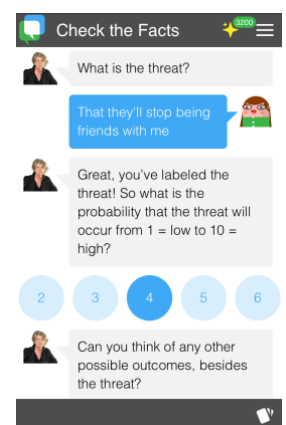 Check the Facts
3200
What is the threat?
That they'll stop being
friends with me
Great, you've labeled the
threat! So what is the
probability that the threat will
occur from 1 = low to 10 =
high?
2 3 4 5 6
Can you think of any other
possible outcomes, besides
the threat?